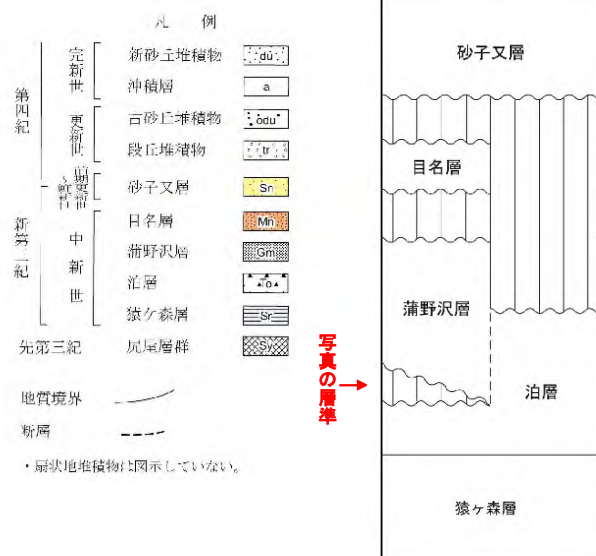 凡 例
第四紀
完新世
新砂丘堆積物 du
沖積層 a
更新世
古砂丘堆積物 odu
段丘堆積物 tr
砂子又層 Sn
新第三紀
中新世
目名層 Mn
蒲野沢層 Gm
泊層 To
猿ケ森層 Sr
先第三紀 尻屋層群 Sy
地質境界
断層
・扇状地堆積物は図示していない。
写真の層準
砂子又層
目名層
蒲野沢層
泊層
猿ヶ森層